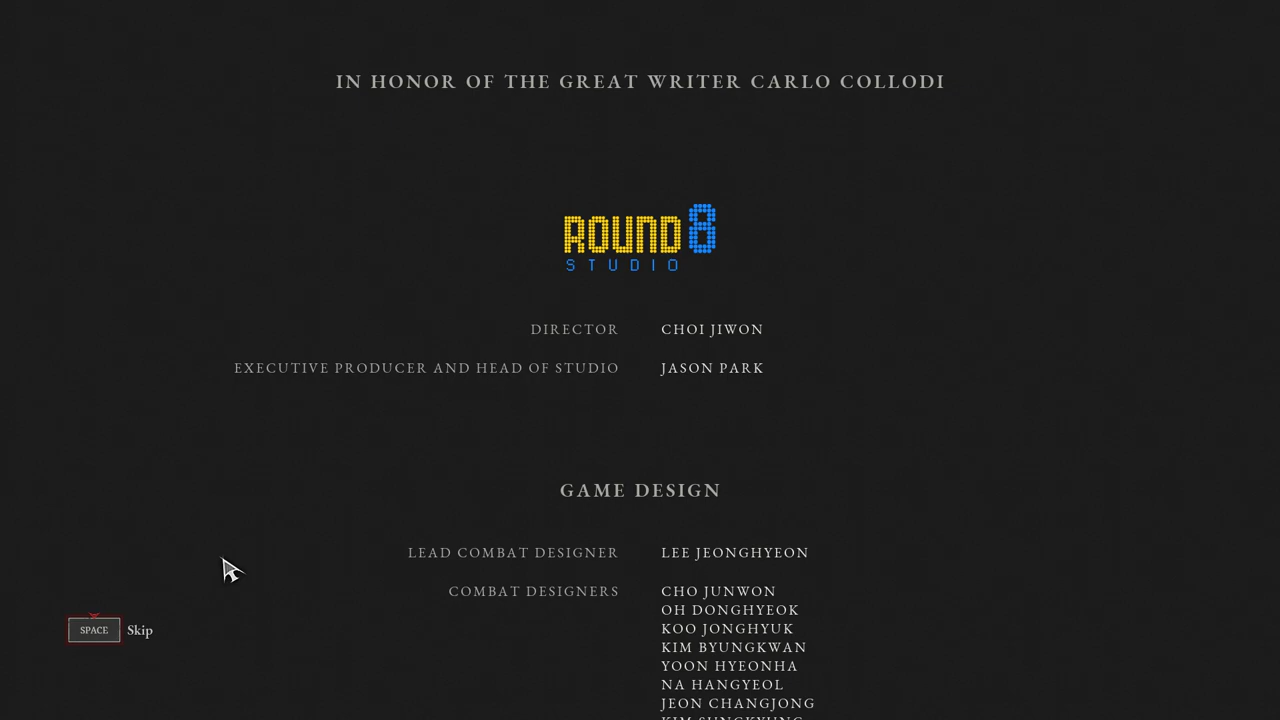 IN HONOR OF THE GREAT WRITER CARLO COLLODI
ROUND8
STUDIO
DIRECTOR CHOI JIWON
EXECUTIVE PRODUCER AND HEAD OF STUDIO JASON PARK
GAME DESIGN
LEAD COMBAT DESIGNER LEE JEONGHYEON
COMBAT DESIGNERS CHO JUNWON
OH DONGHYEOK
KOO JONGHYUK
SPACE Skip
KIM BYUNGKWAN
YOON HYEONHA
NA HANGYEOL
JEON CHANGJONG